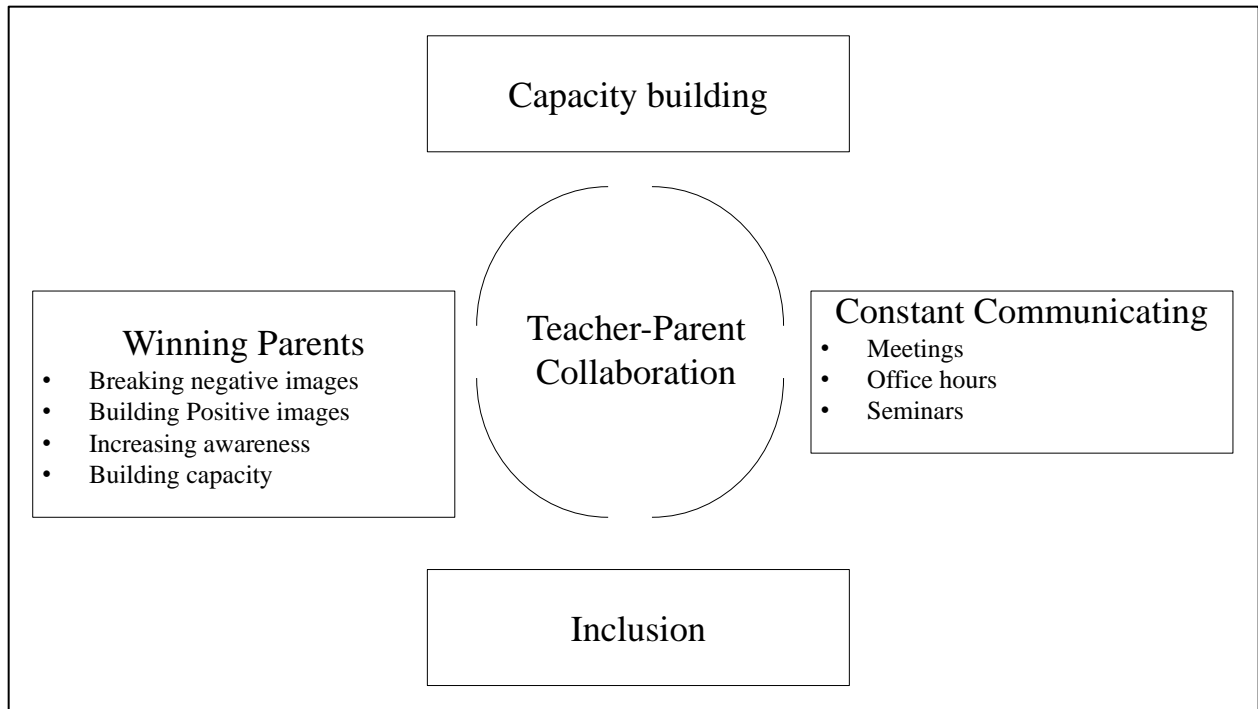 Capacity building
Winning Parents
• Breaking negative images
• Building Positive images
• Increasing awareness
• Building capacity
Teacher-Parent
Collaboration
Constant Communicating
• Meetings
• Office hours
• Seminars
Inclusion